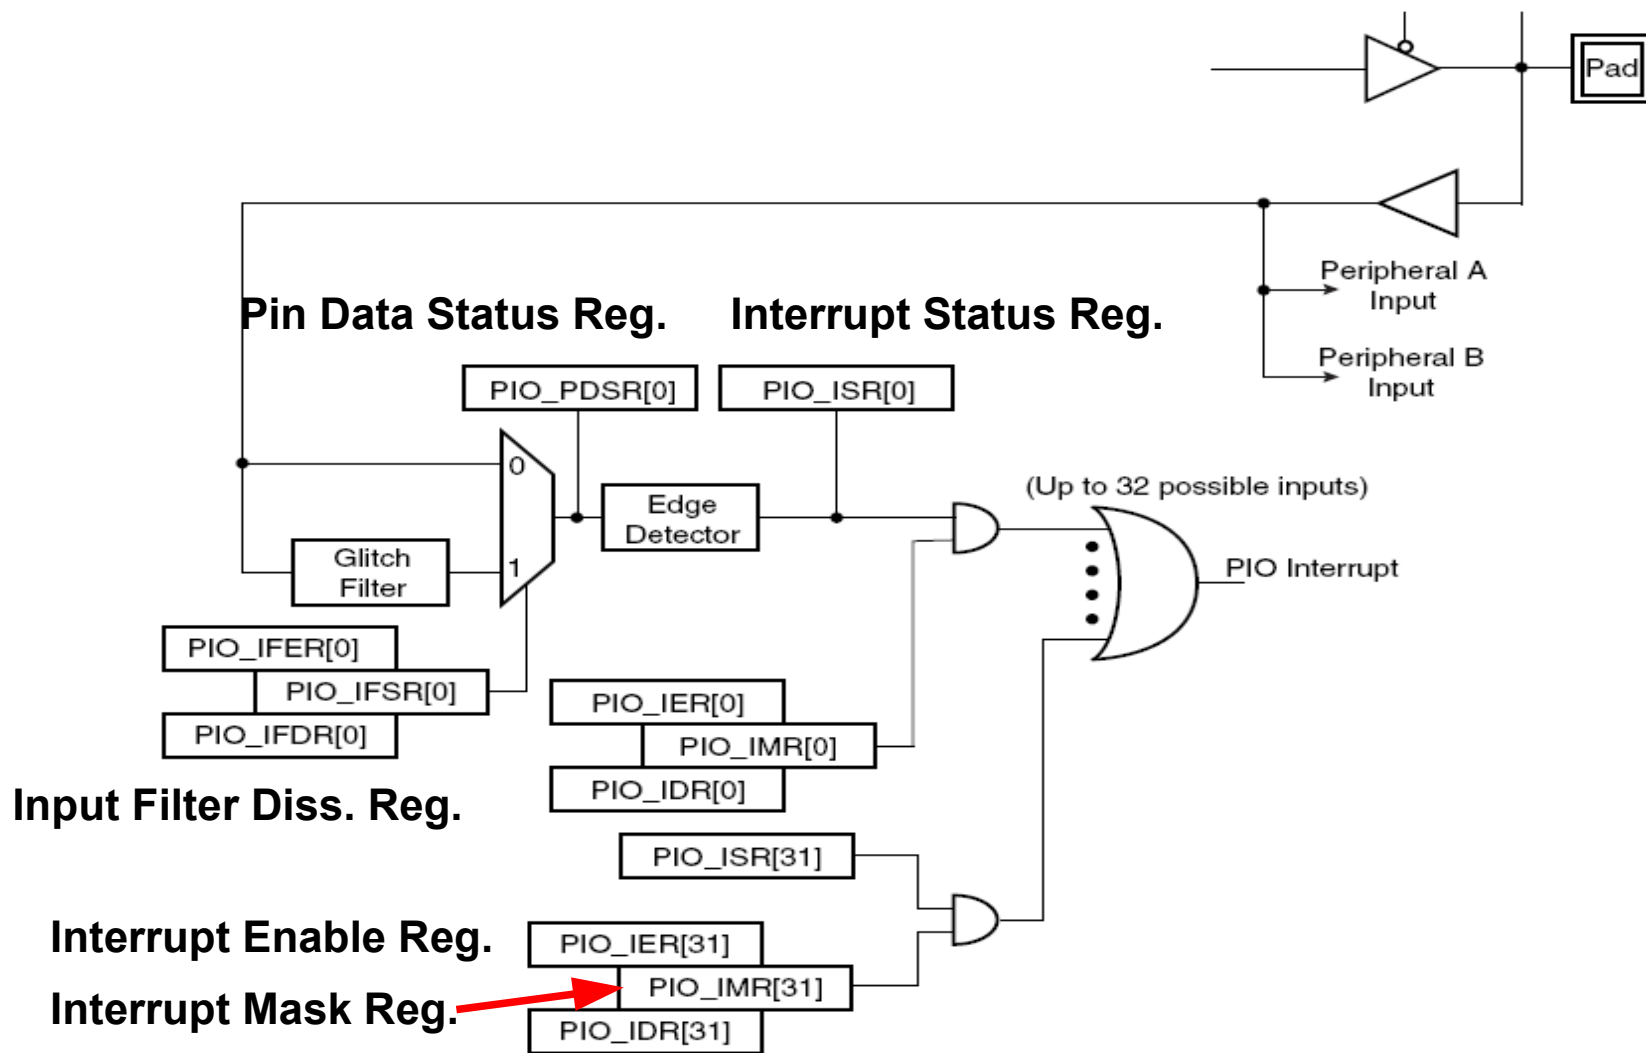 Pad
Peripheral A
Input
Pin Data Status Reg.
Interrupt Status Reg.
Peripheral B
Input
PIO_PDSR[0]
PIO_ISR[0]
0
(Up to 32 possible inputs)
Edge
Detector
Glitch
Filter
1
PIO Interrupt
PIO_IFER[0]
PIO_IFSR[0]
PIO_IFDR[0]
PIO_IER[0]
PIO_IMR[0]
PIO_IDR[0]
Input Filter Diss. Reg.
PIO_ISR[31]
Interrupt Enable Reg.
PIO_IER[31]
PIO_IMR[31]
Interrupt Mask Reg.
PIO_IDR[31]